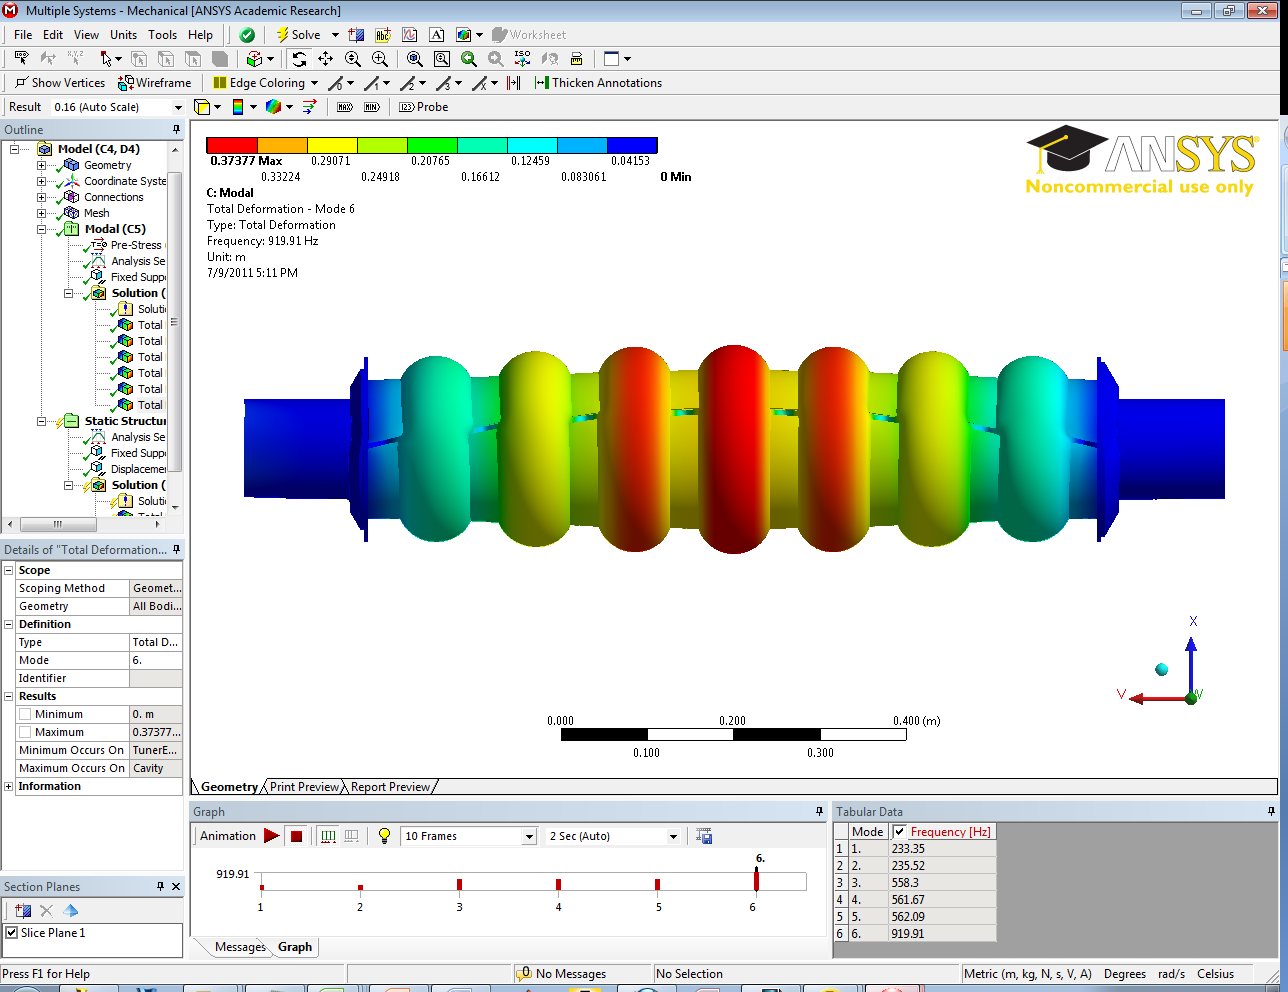 Multiple Systems - Mechanical [ANSYS Academic Research]
File Edit View Units Tools Help Solve Worksheet
Show Vertices Wireframe Edge Coloring Thicken Annotations
Result 0.16 (Auto Scale) MAX MIN Probe
Outline
Model (C4, D4)
Geometry
Coordinate Syste
Connections
Mesh
Modal (C5)
Pre-Stress
Analysis Se
Fixed Suppo
Solution (
Soluti
Total
Total
Total
Total
Total
Total
Static Structur
Analysis Se
Fixed Suppo
Displacemer
Solution (
Soluti
0.37377 Max 0.29071 0.20765 0.12459 0.04153
0.33224 0.24918 0.16612 0.083061 0 Min
C: Modal
Total Deformation - Mode 6
Type: Total Deformation
Frequency: 919.91 Hz
Unit: m
7/9/2011 5:11 PM
ANSYS
Noncommercial use only
X
0.000 0.200 0.400 (m)
0.100 0.300
Geometry Print Preview Report Preview
Details of "Total Deformation...
Scope
Scoping Method Geomet...
Geometry All Bodi...
Definition
Type Total D...
Mode 6.
Identifier
Results
Minimum 0. m
Maximum 0.37377...
Minimum Occurs On TunerE...
Maximum Occurs On Cavity
Information
Section Planes
Slice Plane 1
Graph
Animation 10 Frames 2 Sec (Auto)
6.
919.91
1 2 3 4 5 6
Messages Graph
Tabular Data
Mode Frequency [Hz]
1 1. 233.35
2 2. 235.52
3 3. 558.3
4 4. 561.67
5 5. 562.09
6 6. 919.91
Press F1 for Help 0 No Messages No Selection Metric (m, kg, N, s, V, A) Degrees rad/s Celsius